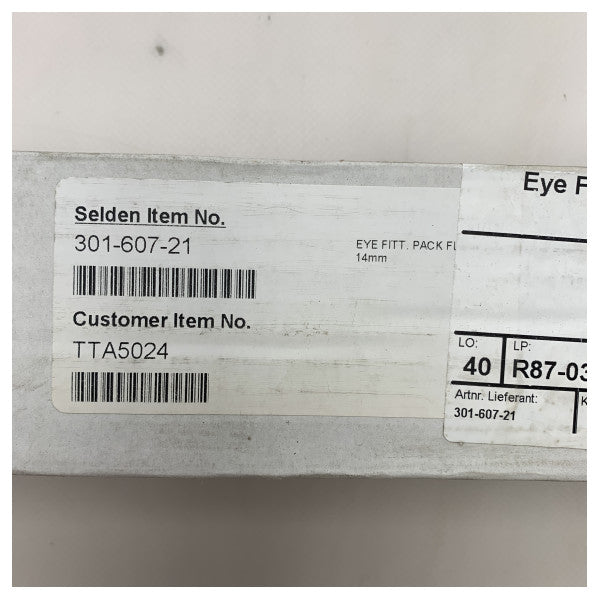 Selden Item No.
301-607-21
EYE FITT. PACK
14mm
Customer Item No.
TTA5024
Eye
LO:
40
LP:
R87-03
Artnr. Lieferant:
301-607-21